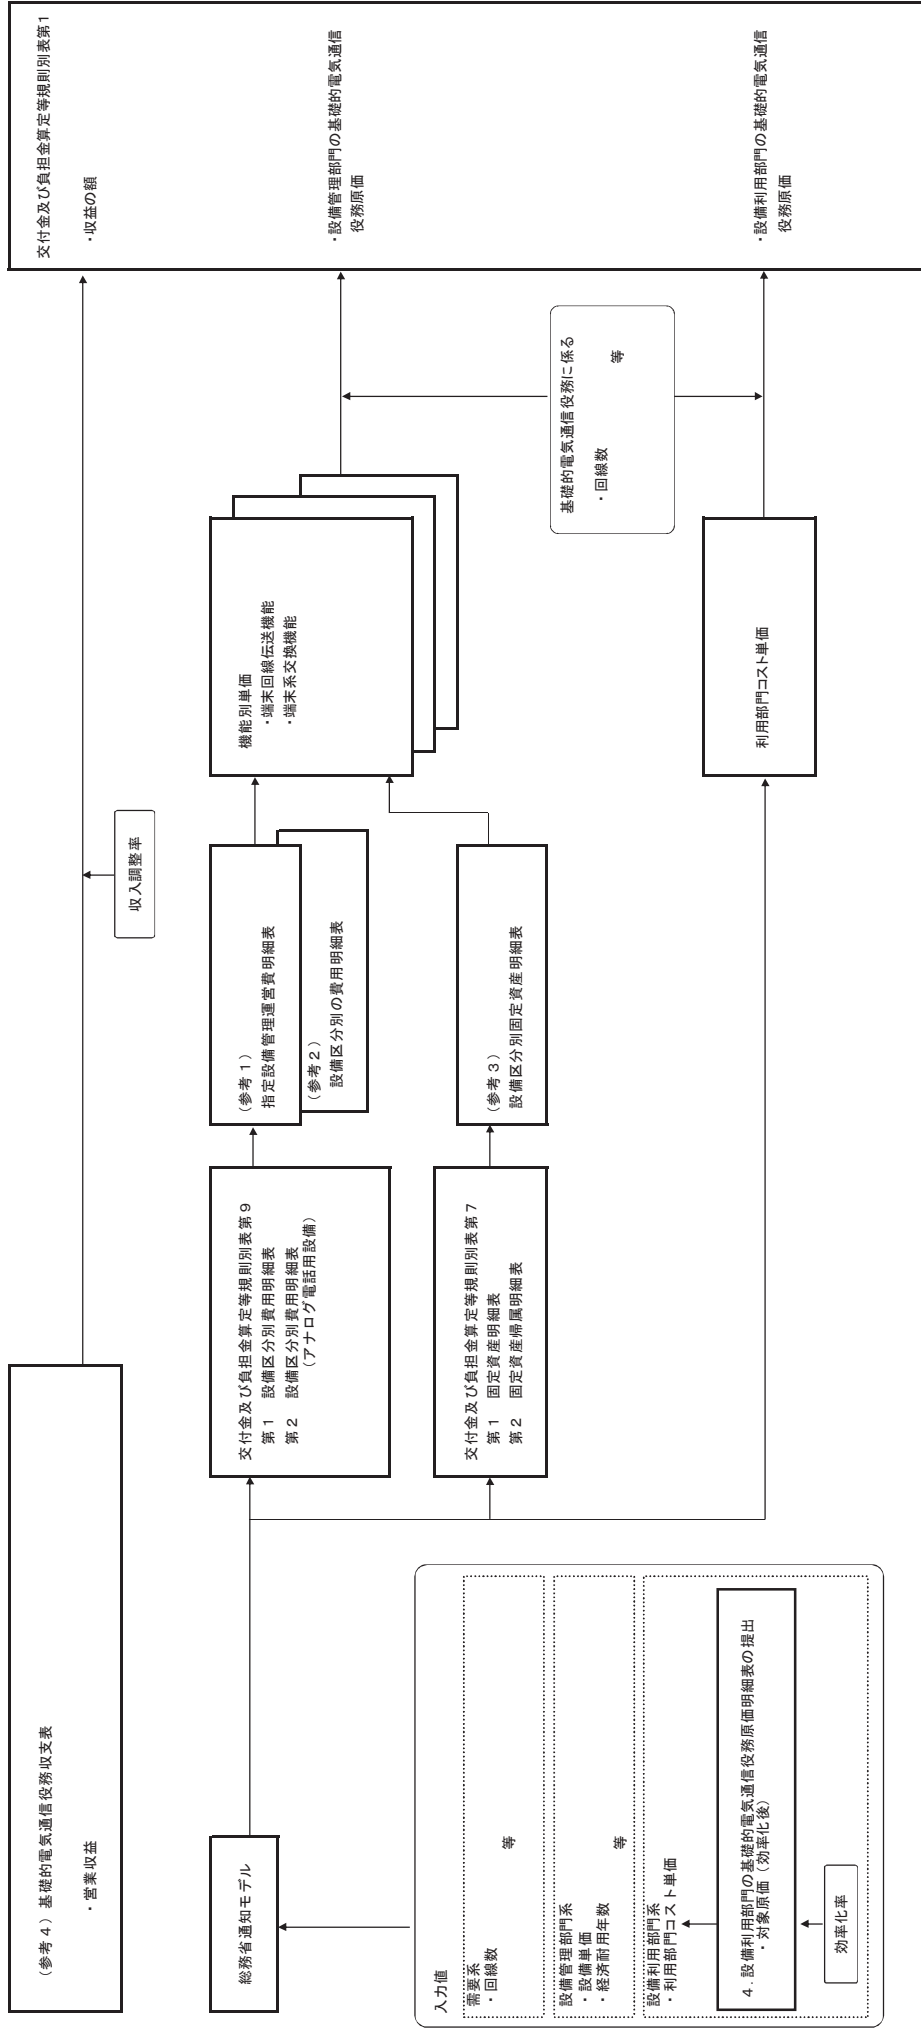 （参考４）基礎的電気通信役務収支表
・営業収益
収入調整率
交付金及び負担金算定等規則別表第１
・収益の額
・設備管理部門の基礎的電気通信
役務原価
・設備利用部門の基礎的電気通信
役務原価
総務省通知モデル
交付金及び負担金算定等規則別表第９
第１　設備区分別費用明細表
第２　設備区分別費用明細表
（アナログ電話用設備）
（参考１）
指定設備管理運営費明細表
（参考２）
設備区分別の費用明細表
機能別単価
・端末回線伝送機能
・端末系交換機能
交付金及び負担金算定等規則別表第７
第１　固定資産明細表
第２　固定資産帰属明細表
（参考３）
設備区分別固定資産明細表
基礎的電気通信役務に係る
・回線数
等
利用部門コスト単価
入力値
需要系
・回線数
等
設備管理部門系
・設備単価
・経済耐用年数
等
設備利用部門系
・利用部門コスト単価
４．設備利用部門の基礎的電気通信役務原価明細表の提出
・対象原価（効率化後）
効率化率